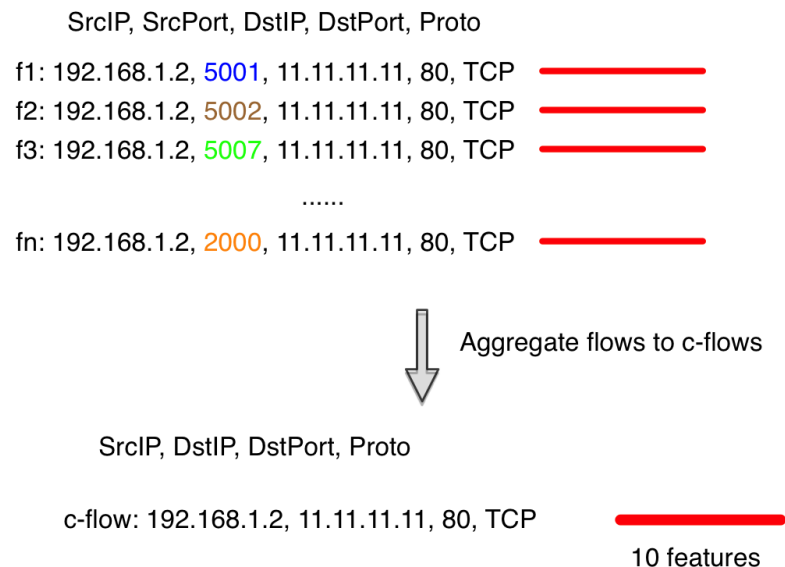 SrcIP, SrcPort, DstIP, DstPort, Proto
f1: 192.168.1.2, 5001, 11.11.11.11, 80, TCP
f2: 192.168.1.2, 5002, 11.11.11.11, 80, TCP
f3: 192.168.1.2, 5007, 11.11.11.11, 80, TCP
......
fn: 192.168.1.2, 2000, 11.11.11.11, 80, TCP
Aggregate flows to c-flows
SrcIP, DstIP, DstPort, Proto
c-flow: 192.168.1.2, 11.11.11.11, 80, TCP
10 features